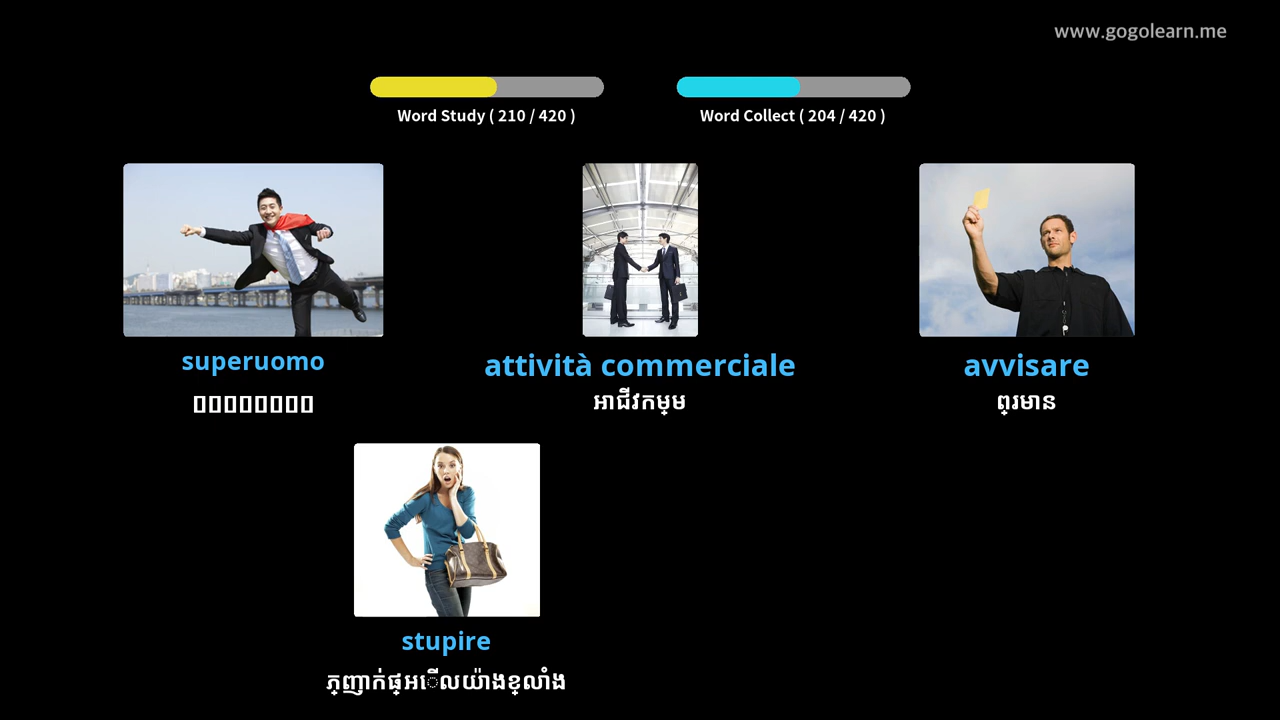 www.gogolearn.me
Word Study ( 210 / 420 )
Word Collect ( 204 / 420 )
superuomo
attività commerciale
avvisare
អាជីវកម្ម
ព្រមាន
stupire
ភ្ញាក់ផ្អើលយ៉ាងខ្លាំង